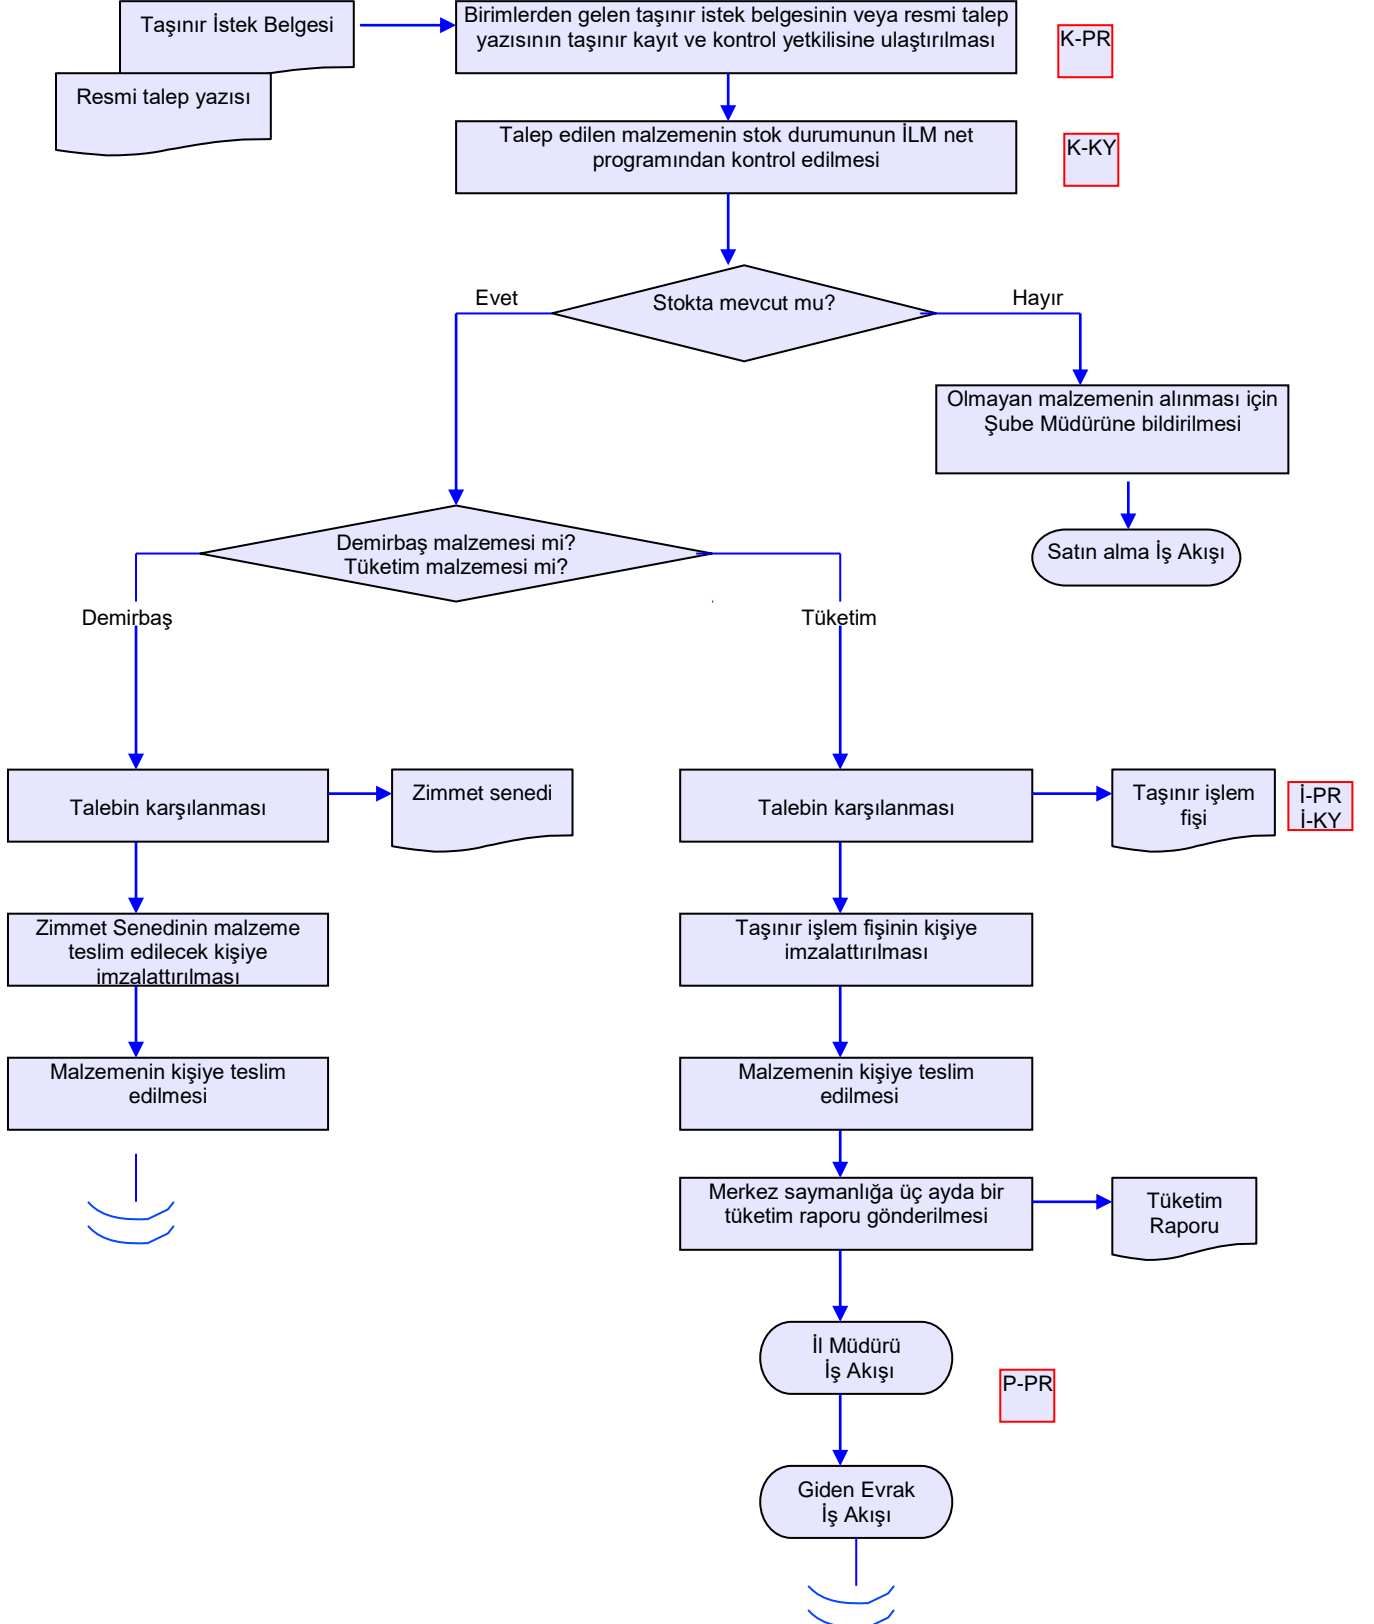 Taşınır İstek Belgesi
Resmi talep yazısı
Birimlerden gelen taşınır istek belgesinin veya resmi talep
yazısının taşınır kayıt ve kontrol yetkilisine ulaştırılması
K-PR
Talep edilen malzemenin stok durumunun İLM net
programından kontrol edilmesi
K-KY
Stokta mevcut mu?
Evet
Hayır
Olmayan malzemenin alınması için
Şube Müdürüne bildirilmesi
Satın alma İş Akışı
Demirbaş malzemesi mi?
Tüketim malzemesi mi?
Demirbaş
Tüketim
Talebin karşılanması
Zimmet senedi
Talebin karşılanması
Taşınır işlem
fişi
İ-PR
İ-KY
Zimmet Senedinin malzeme
teslim edilecek kişiye
imzalattırılması
Taşınır işlem fişinin kişiye
imzalattırılması
Malzemenin kişiye teslim
edilmesi
Malzemenin kişiye teslim
edilmesi
Merkez saymanlığa üç ayda bir
tüketim raporu gönderilmesi
Tüketim
Raporu
İl Müdürü
İş Akışı
P-PR
Giden Evrak
İş Akışı